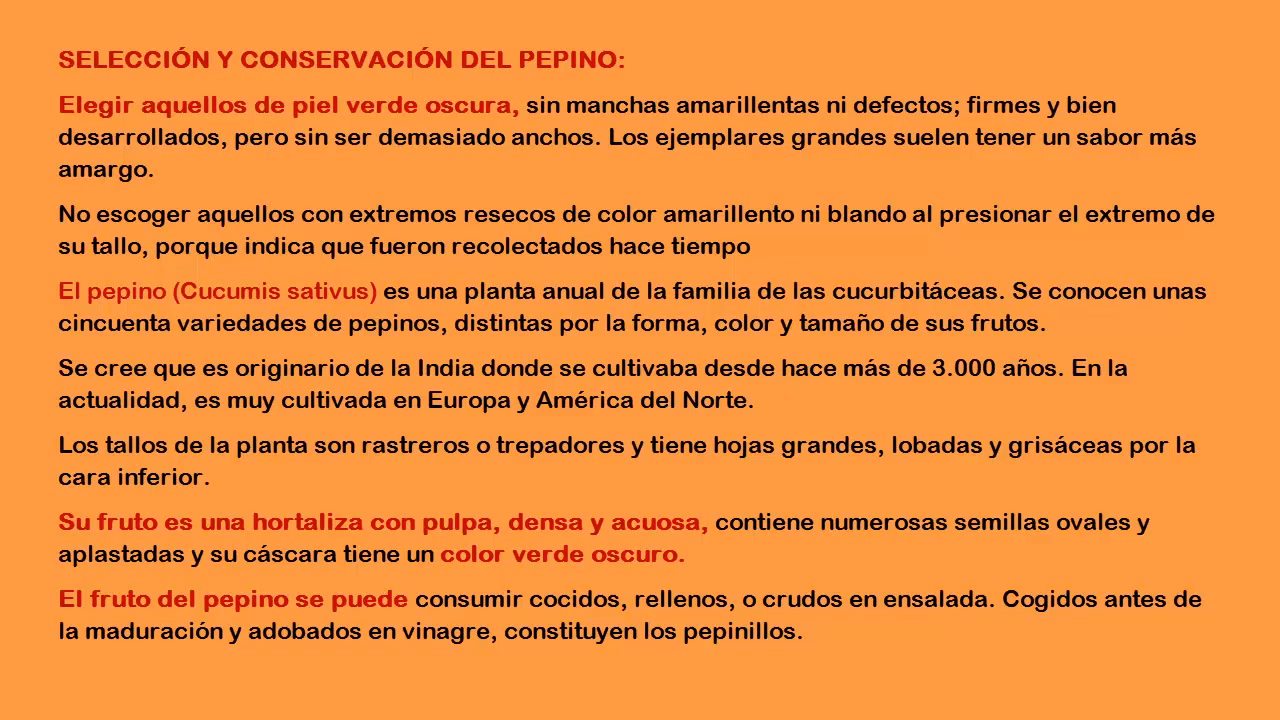 SELECCIÓN Y CONSERVACIÓN DEL PEPINO:
Elegir aquellos de piel verde oscura, sin manchas amarillentas ni defectos; firmes y bien
desarrollados, pero sin ser demasiado anchos. Los ejemplares grandes suelen tener un sabor más
amargo.
No escoger aquellos con extremos resecos de color amarillento ni blando al presionar el extremo de
su tallo, porque indica que fueron recolectados hace tiempo
El pepino (Cucumis sativus) es una planta anual de la familia de las cucurbitáceas. Se conocen unas
cincuenta variedades de pepinos, distintas por la forma, color y tamaño de sus frutos.
Se cree que es originario de la India donde se cultivaba desde hace más de 3.000 años. En la
actualidad, es muy cultivada en Europa y América del Norte.
Los tallos de la planta son rastreros o trepadores y tiene hojas grandes, lobadas y grisáceas por la
cara inferior.
Su fruto es una hortaliza con pulpa, densa y acuosa, contiene numerosas semillas ovales y
aplastadas y su cáscara tiene un color verde oscuro.
El fruto del pepino se puede consumir cocidos, rellenos, o crudos en ensalada. Cogidos antes de
la maduración y adobados en vinagre, constituyen los pepinillos.